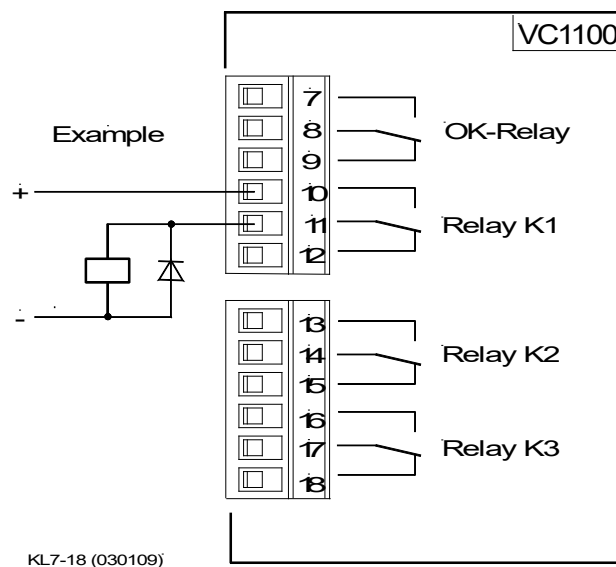 VC1100
7
8
OK-Relay
9
Example
+
10
11
Relay K1
12
-
13
14
Relay K2
15
16
17
Relay K3
18
KL7-18 (030109)